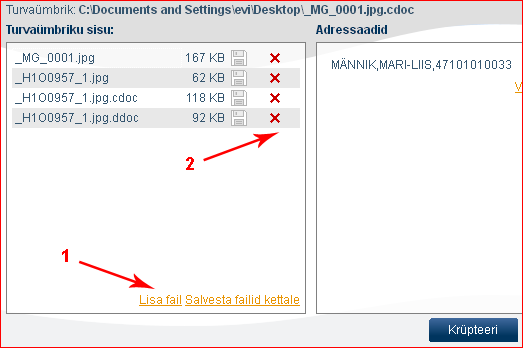 Turvaümbrik: C:\Documents and Settings\evi\Desktop\_MG_0001.jpg.cdoc
Turvaümbriku sisu:
Adressaadid
_MG_0001.jpg 167 KB
_H1O0957_1.jpg 62 KB
_H1O0957_1.jpg.cdoc 118 KB
_H1O0957_1.jpg.ddoc 92 KB
MÄNNIK,MARI-LIIS,47101010033
V
2
1
Lisa fail Salvesta failid kettale
Krüpteeri